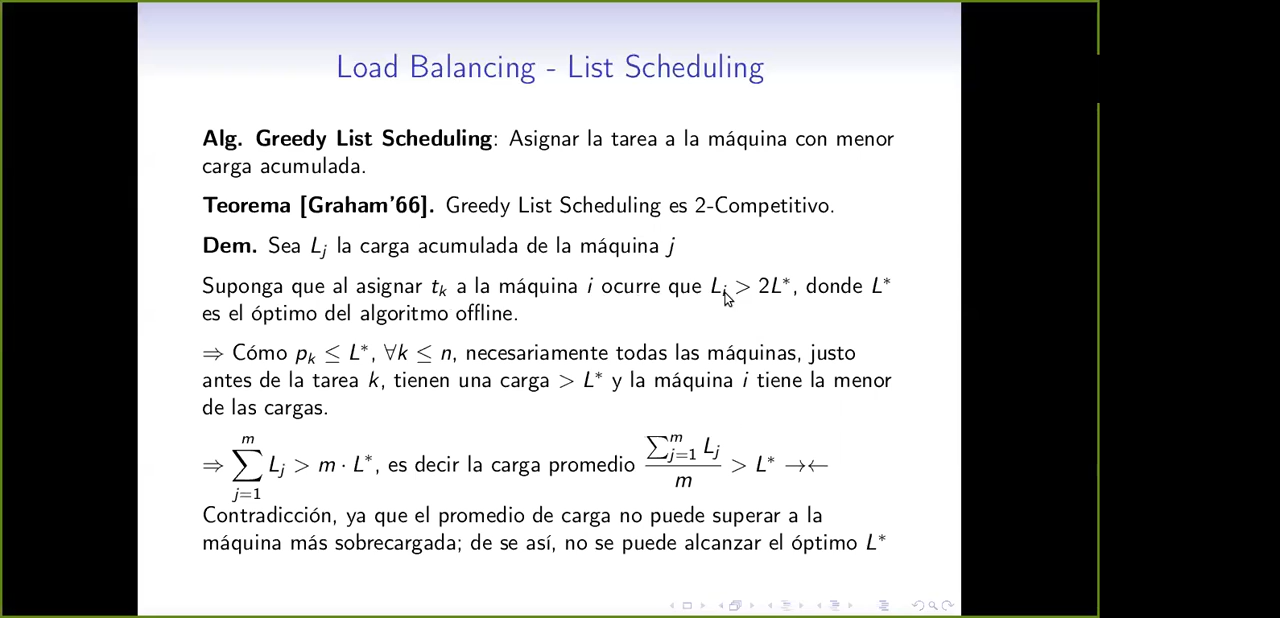 Load Balancing - List Scheduling
Alg. Greedy List Scheduling: Asignar la tarea a la máquina con menor
carga acumulada.
Teorema [Graham'66]. Greedy List Scheduling es 2-Competitivo.
Dem. Sea L_j la carga acumulada de la máquina j
Suponga que al asignar t_k a la máquina i ocurre que L_i > 2L*, donde L*
es el óptimo del algoritmo offline.
⇒ Cómo p_k ≤ L*, ∀k ≤ n, necesariamente todas las máquinas, justo
antes de la tarea k, tienen una carga > L* y la máquina i tiene la menor
de las cargas.
⇒ ∑_{j=1}^{m} L_j > m · L*, es decir la carga promedio \frac{∑_{j=1}^{m} L_j}{m} > L* →←
Contradicción, ya que el promedio de carga no puede superar a la
máquina más sobrecargada; de se así, no se puede alcanzar el óptimo L*